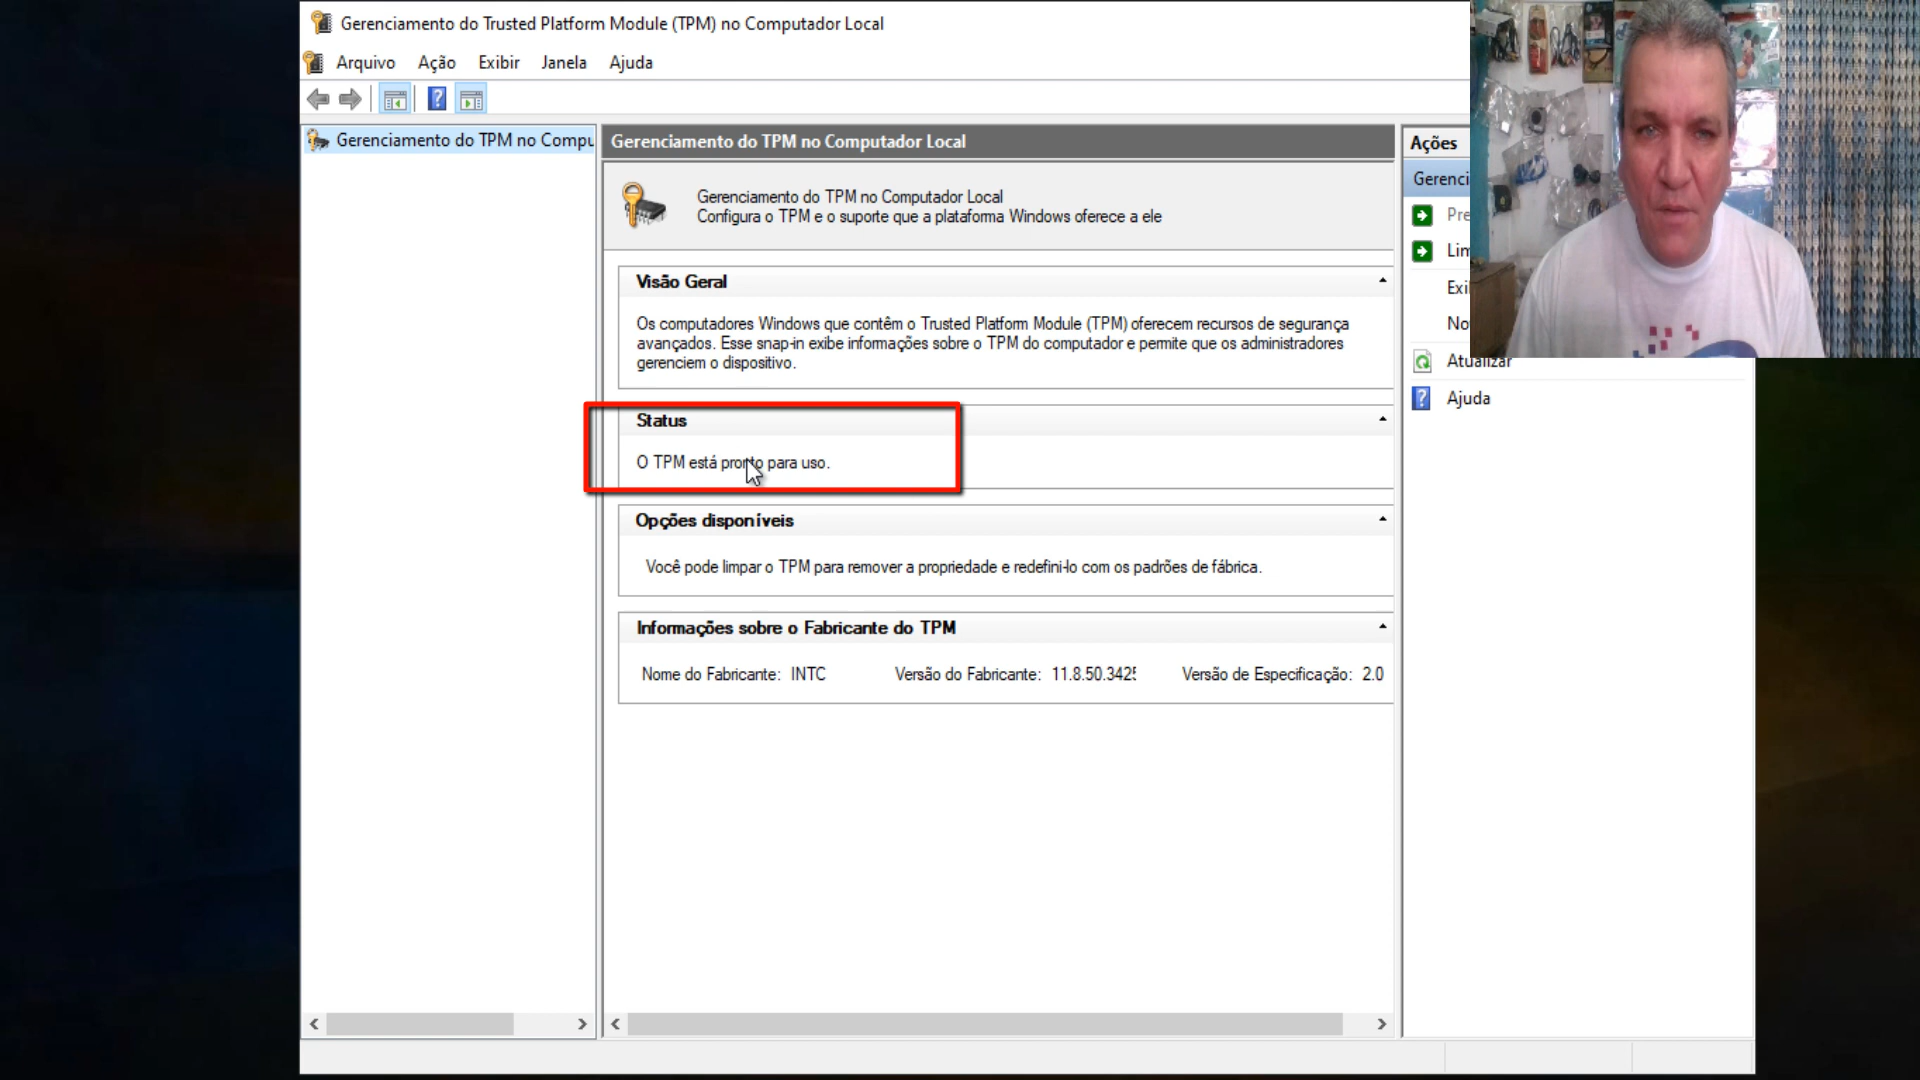 Gerenciamento do Trusted Platform Module (TPM) no Computador Local
Arquivo Ação Exibir Janela Ajuda
Gerenciamento do TPM no Compu
Gerenciamento do TPM no Computador Local
Gerenciamento do TPM no Computador Local
Configura o TPM e o suporte que a plataforma Windows oferece a ele
Visão Geral
Os computadores Windows que contêm o Trusted Platform Module (TPM) oferecem recursos de segurança
avançados. Esse snap-in exibe informações sobre o TPM do computador e permite que os administradores
gerenciem o dispositivo.
Status
O TPM está pronto para uso.
Opções disponíveis
Você pode limpar o TPM para remover a propriedade e redefini-lo com os padrões de fábrica.
Informações sobre o Fabricante do TPM
Nome do Fabricante: INTC Versão do Fabricante: 11.8.50.3425 Versão de Especificação: 2.0
Ações
Gerenci
Pre
Lim
Exi
No
Atualizar
Ajuda